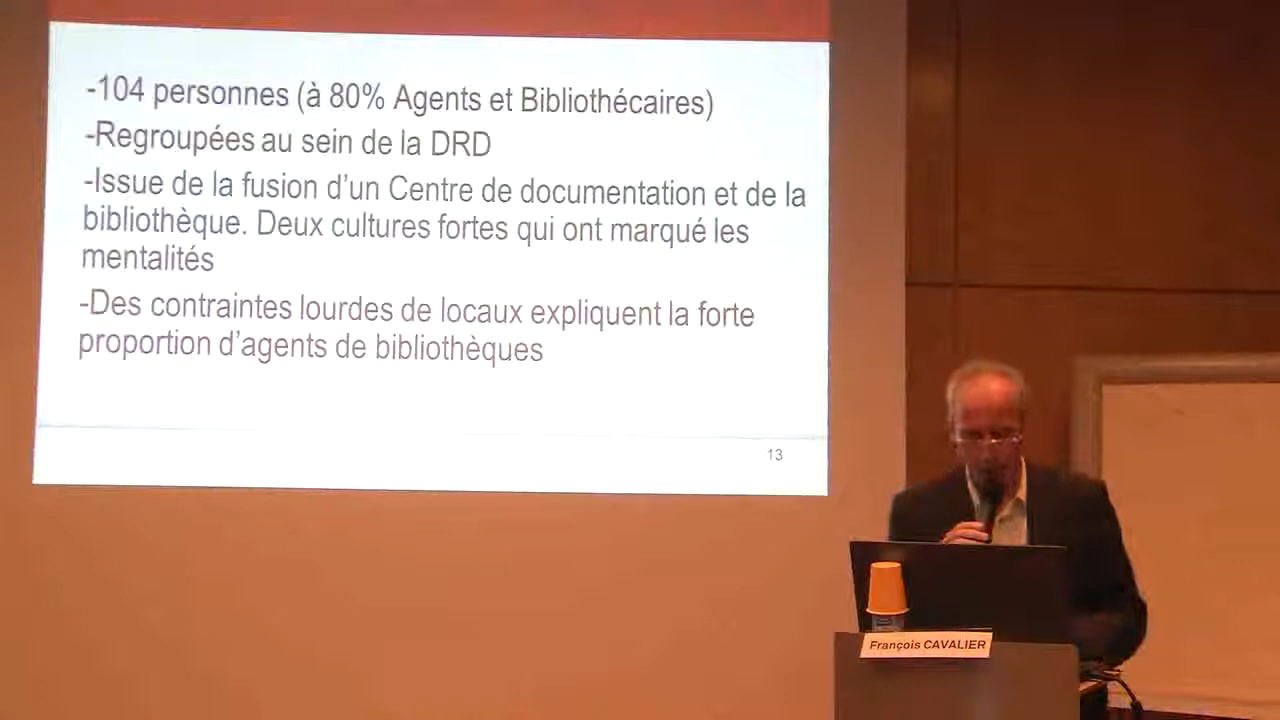 -104 personnes (à 80% Agents et Bibliothécaires)
-Regroupées au sein de la DRD
-Issue de la fusion d'un Centre de documentation et de la
bibliothèque. Deux cultures fortes qui ont marqué les
mentalités
-Des contraintes lourdes de locaux expliquent la forte
proportion d'agents de bibliothèques
13
François CAVALIER